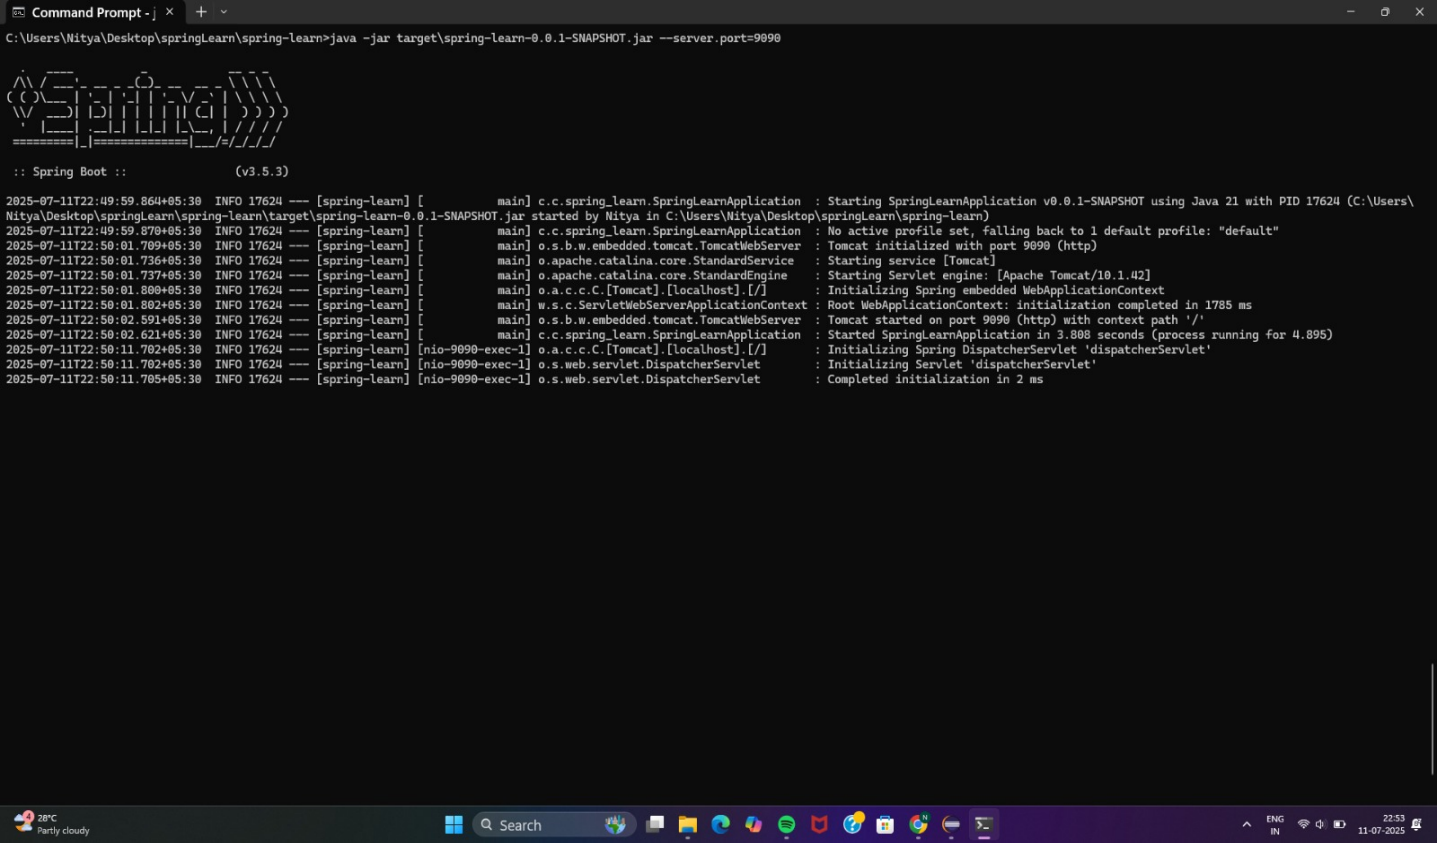 Command Prompt - j
C:\Users\Nitya\Desktop\springLearn\spring-learn>java -jar target\spring-learn-0.0.1-SNAPSHOT.jar --server.port=9090
  .   ____          _            __ _ _
 /\\ / ___'_ __ _ _(_)_ __  __ _ \ \ \ \
( ( )\___ | '_ | '_| | '_ \/ _` | \ \ \ \
 \\/  ___)| |_)| | | | | || (_| |  ) ) ) )
  '  |____| .__|_| |_|_| |_\__, | / / / /
 =========|_|==============|___/=/_/_/_/
 :: Spring Boot ::                (v3.5.3)
2025-07-11T22:49:59.864+05:30  INFO 17624 --- [spring-learn] [           main] c.c.spring_learn.SpringLearnApplication  : Starting SpringLearnApplication v0.0.1-SNAPSHOT using Java 21 with PID 17624 (C:\Users\
Nitya\Desktop\springLearn\spring-learn\target\spring-learn-0.0.1-SNAPSHOT.jar started by Nitya in C:\Users\Nitya\Desktop\springLearn\spring-learn)
2025-07-11T22:49:59.870+05:30  INFO 17624 --- [spring-learn] [           main] c.c.spring_learn.SpringLearnApplication  : No active profile set, falling back to 1 default profile: "default"
2025-07-11T22:50:01.709+05:30  INFO 17624 --- [spring-learn] [           main] o.s.b.w.embedded.tomcat.TomcatWebServer  : Tomcat initialized with port 9090 (http)
2025-07-11T22:50:01.736+05:30  INFO 17624 --- [spring-learn] [           main] o.apache.catalina.core.StandardService   : Starting service [Tomcat]
2025-07-11T22:50:01.737+05:30  INFO 17624 --- [spring-learn] [           main] o.apache.catalina.core.StandardEngine    : Starting Servlet engine: [Apache Tomcat/10.1.42]
2025-07-11T22:50:01.800+05:30  INFO 17624 --- [spring-learn] [           main] o.a.c.c.C.[Tomcat].[localhost].[/]       : Initializing Spring embedded WebApplicationContext
2025-07-11T22:50:01.802+05:30  INFO 17624 --- [spring-learn] [           main] w.s.c.ServletWebServerApplicationContext : Root WebApplicationContext: initialization completed in 1785 ms
2025-07-11T22:50:02.591+05:30  INFO 17624 --- [spring-learn] [           main] o.s.b.w.embedded.tomcat.TomcatWebServer  : Tomcat started on port 9090 (http) with context path '/'
2025-07-11T22:50:02.621+05:30  INFO 17624 --- [spring-learn] [           main] c.c.spring_learn.SpringLearnApplication  : Started SpringLearnApplication in 3.808 seconds (process running for 4.895)
2025-07-11T22:50:11.702+05:30  INFO 17624 --- [spring-learn] [nio-9090-exec-1] o.a.c.c.C.[Tomcat].[localhost].[/]       : Initializing Spring DispatcherServlet 'dispatcherServlet'
2025-07-11T22:50:11.702+05:30  INFO 17624 --- [spring-learn] [nio-9090-exec-1] o.s.web.servlet.DispatcherServlet        : Initializing Servlet 'dispatcherServlet'
2025-07-11T22:50:11.705+05:30  INFO 17624 --- [spring-learn] [nio-9090-exec-1] o.s.web.servlet.DispatcherServlet        : Completed initialization in 2 ms
4
28°C
Partly cloudy
Search
N
ENG
IN
22:53
11-07-2025